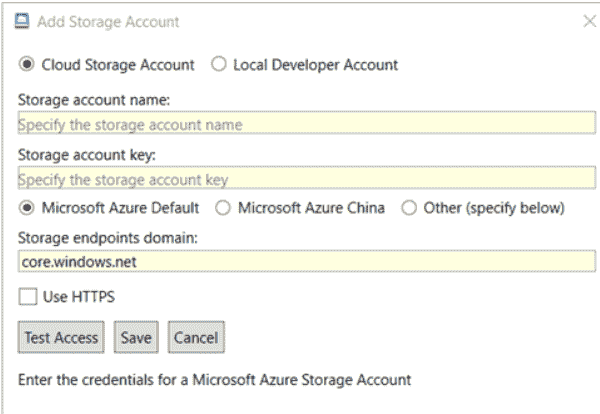 Add Storage Account
Cloud Storage Account Local Developer Account
Storage account name:
Specify the storage account name
Storage account key:
Specify the storage account key
Microsoft Azure Default Microsoft Azure China Other (specify below)
Storage endpoints domain:
core.windows.net
Use HTTPS
Test Access Save Cancel
Enter the credentials for a Microsoft Azure Storage Account